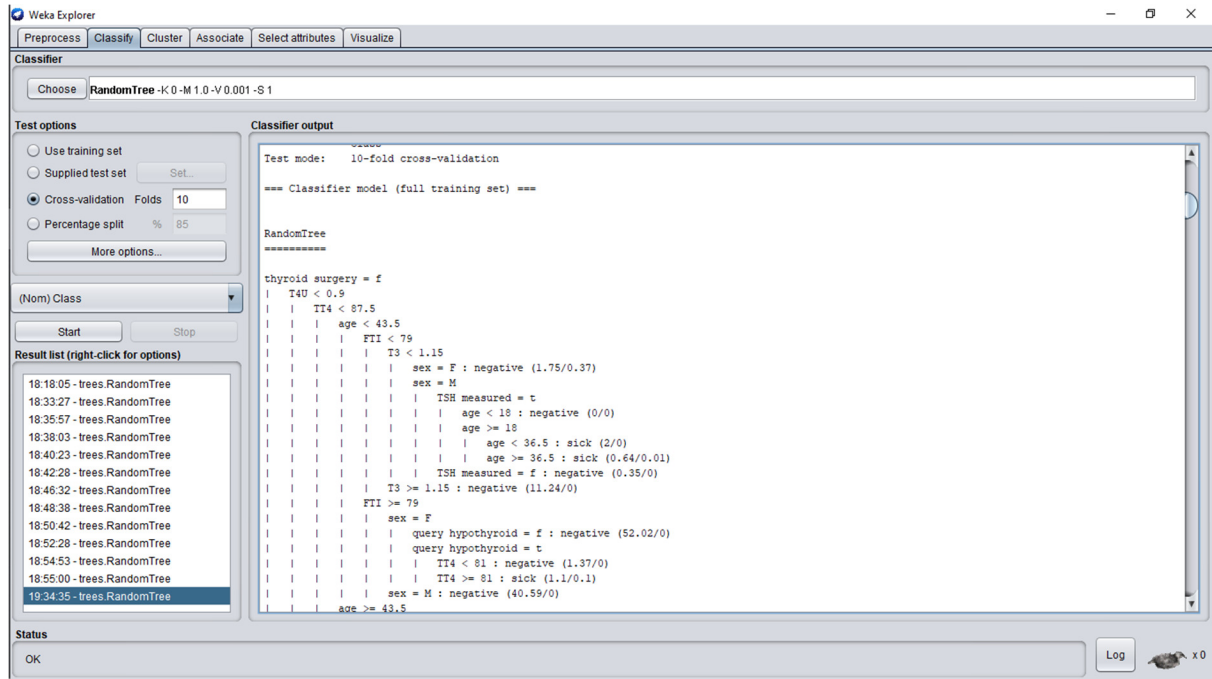 Weka Explorer
Preprocess Classify Cluster Associate Select attributes Visualize
Classifier
Choose RandomTree -K 0 -M 1.0 -V 0.001 -S 1
Test options
Use training set
Supplied test set Set...
Cross-validation Folds 10
Percentage split % 85
More options...
(Nom) Class
Start Stop
Result list (right-click for options)
18:18:05 - trees.RandomTree
18:33:27 - trees.RandomTree
18:35:57 - trees.RandomTree
18:38:03 - trees.RandomTree
18:40:23 - trees.RandomTree
18:42:28 - trees.RandomTree
18:46:32 - trees.RandomTree
18:48:38 - trees.RandomTree
18:50:42 - trees.RandomTree
18:52:28 - trees.RandomTree
18:54:53 - trees.RandomTree
18:55:00 - trees.RandomTree
19:34:35 - trees.RandomTree
Classifier output
Test mode: 10-fold cross-validation
=== Classifier model (full training set) ===
RandomTree
==========
thyroid surgery = f
| T4U < 0.9
| | TT4 < 87.5
| | | age < 43.5
| | | | FTI < 79
| | | | | T3 < 1.15
| | | | | | sex = F : negative (1.75/0.37)
| | | | | | sex = M
| | | | | | | TSH measured = t
| | | | | | | | age < 18 : negative (0/0)
| | | | | | | | age >= 18
| | | | | | | | | age < 36.5 : sick (2/0)
| | | | | | | | | age >= 36.5 : sick (0.64/0.01)
| | | | | | | TSH measured = f : negative (0.35/0)
| | | | | T3 >= 1.15 : negative (11.24/0)
| | | | FTI >= 79
| | | | | sex = F
| | | | | | query hypothyroid = f : negative (52.02/0)
| | | | | | query hypothyroid = t
| | | | | | | TT4 < 81 : negative (1.37/0)
| | | | | | | TT4 >= 81 : sick (1.1/0.1)
| | | | | sex = M : negative (40.59/0)
| | | age >= 43.5
Status
OK
Log
x 0